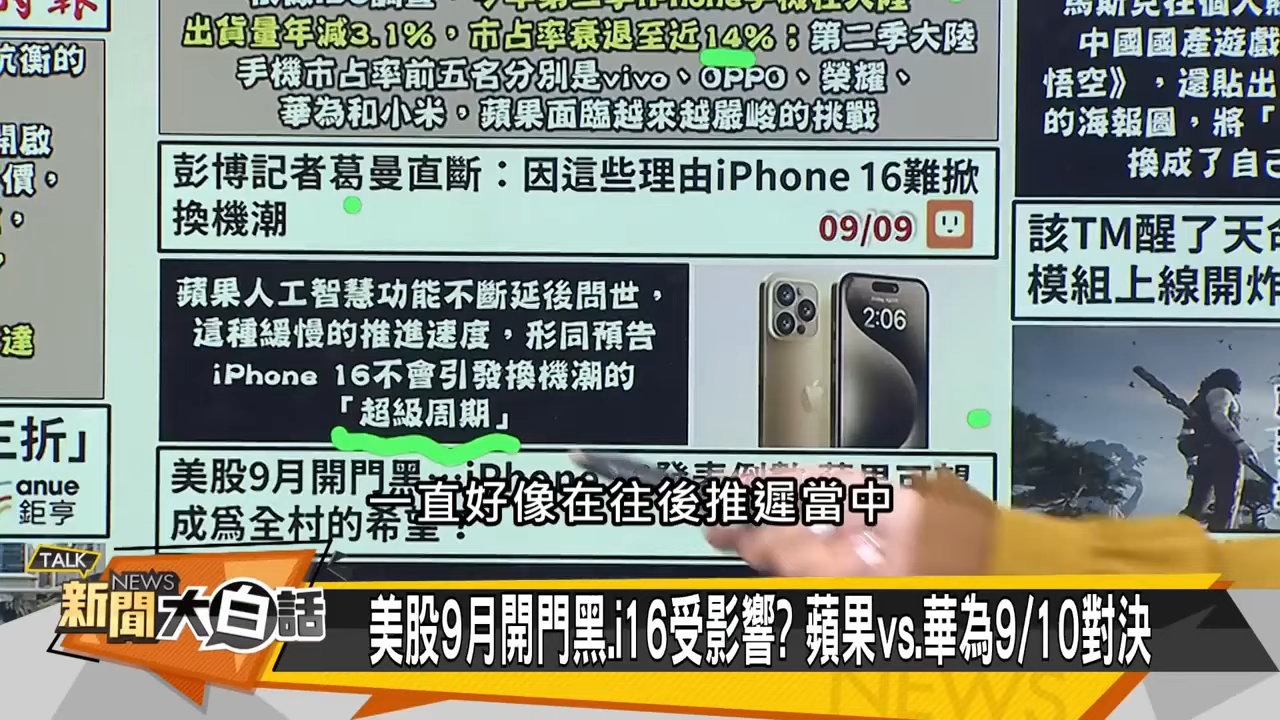 時報
抗衡的
開啟
價，
達
三折」
anue
鉅亨
出貨量年減3.1%，市占率衰退至近14%；第二季大陸
手機市占率前五名分別是vivo、OPPO、榮耀、
華為和小米，蘋果面臨越來越嚴峻的挑戰
彭博記者葛曼直斷：因這些理由iPhone 16難掀
換機潮
09/09
蘋果人工智慧功能不斷延後問世，
這種緩慢的推進速度，形同預告
iPhone 16不會引發換機潮的
「超級周期」
2:06
美股9月開門黑
成為全村的希望！
中國國產遊戲
悟空》，還貼出
的海報圖，將「
換成了自己
該TM醒了天命
模組上線開炸
一直好像在往後推遲當中
TALK
NEWS
新聞大白話
美股9月開門黑.i16受影響? 蘋果vs.華為9/10對決
NEWS